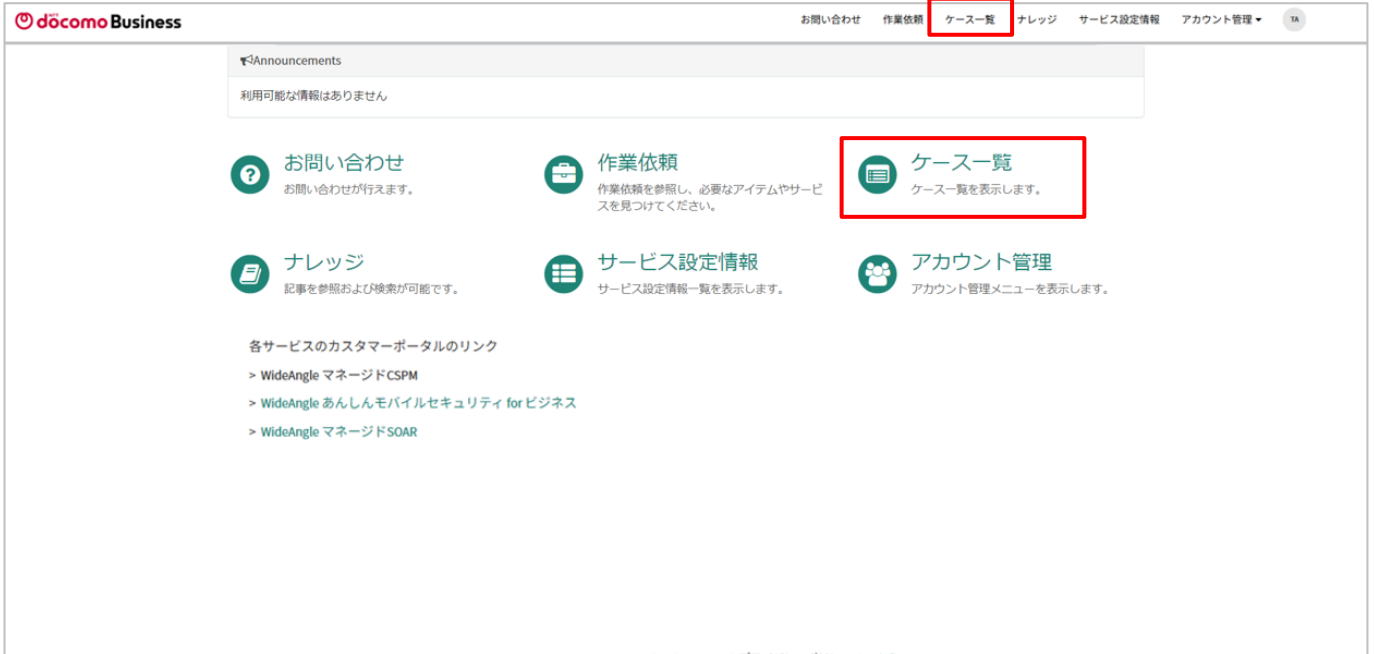 döcomo Business
お問い合わせ 作業依頼 ケース一覧 ナレッジ サービス設定情報 アカウント管理 TA
Announcements
利用可能な情報はありません
お問い合わせ
お問い合わせが行えます。
作業依頼
作業依頼を参照し、必要なアイテムやサービ
スを見つけてください。
ケース一覧
ケース一覧を表示します。
ナレッジ
記事を参照および検索が可能です。
サービス設定情報
サービス設定情報一覧を表示します。
アカウント管理
アカウント管理メニューを表示します。
各サービスのカスタマーポータルのリンク
> WideAngle マネージドCSPM
> WideAngle あんしんモバイルセキュリティ for ビジネス
> WideAngle マネージドSOAR